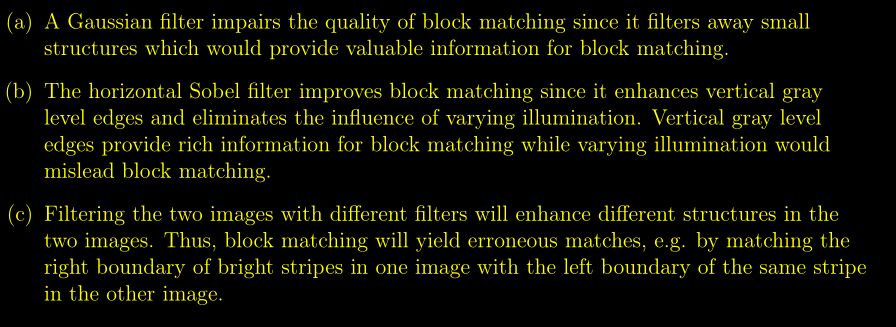 (a) A Gaussian filter impairs the quality of block matching since it filters away small
structures which would provide valuable information for block matching.
(b) The horizontal Sobel filter improves block matching since it enhances vertical gray
level edges and eliminates the influence of varying illumination. Vertical gray level
edges provide rich information for block matching while varying illumination would
mislead block matching.
(c) Filtering the two images with different filters will enhance different structures in the
two images. Thus, block matching will yield erroneous matches, e.g. by matching the
right boundary of bright stripes in one image with the left boundary of the same stripe
in the other image.